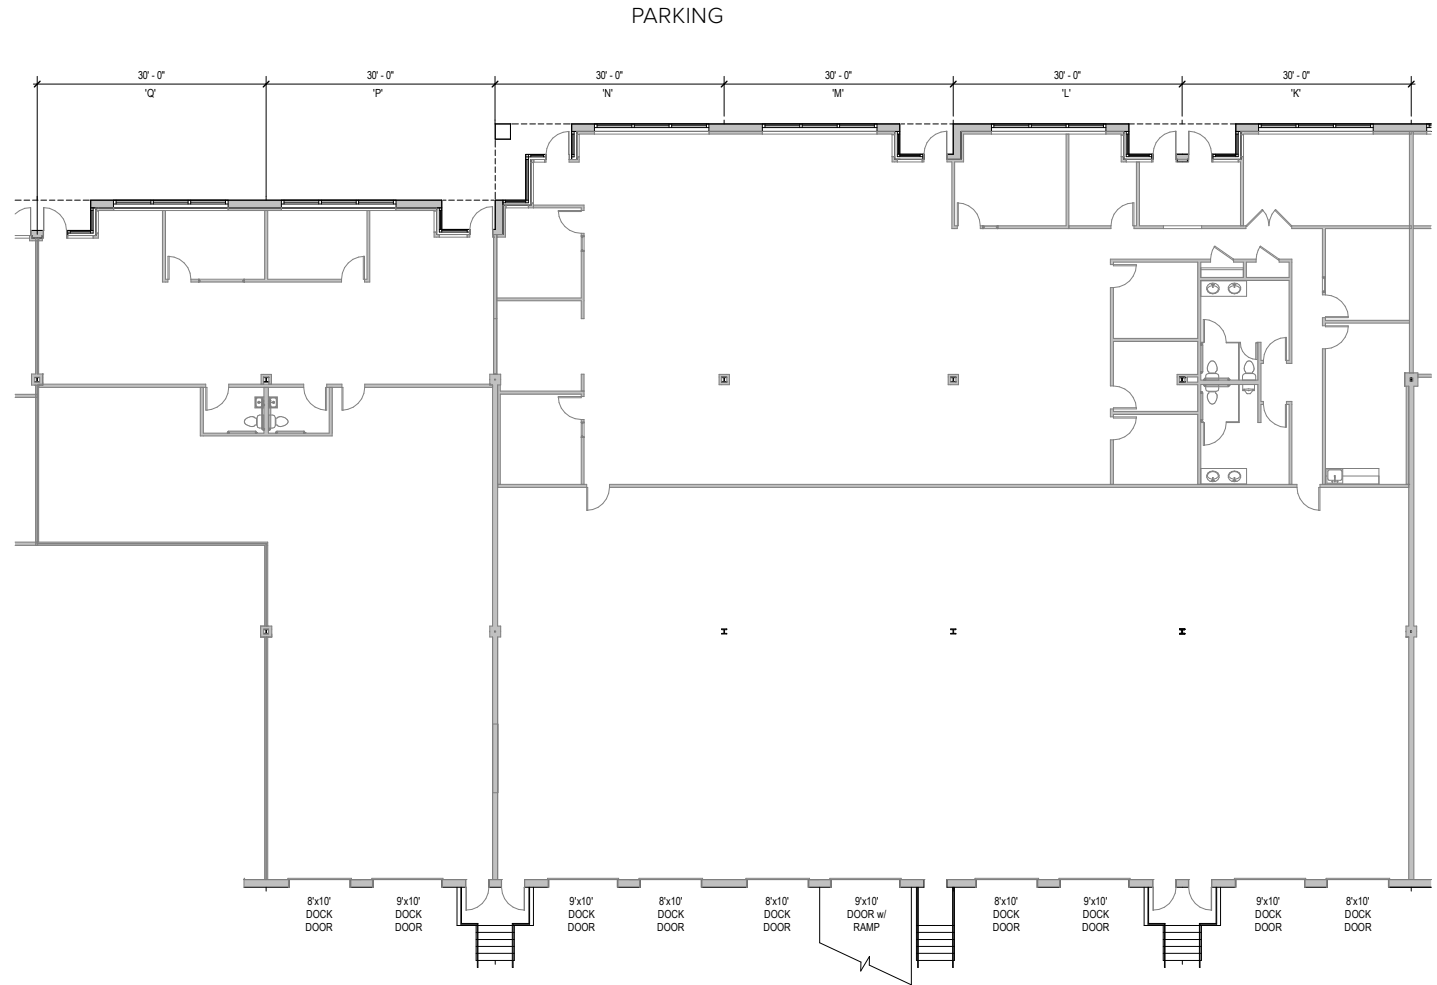 PARKING
30' - 0"
30' - 0"
30' - 0"
30' - 0"
30' - 0"
30' - 0"
'Q'
'P'
'N'
'M'
'L'
'K'
8'x10'
DOCK
DOOR
9'x10'
DOCK
DOOR
9'x10'
DOCK
DOOR
8'x10'
DOCK
DOOR
8'x10'
DOCK
DOOR
9'x10'
DOOR w/
RAMP
8'x10'
DOCK
DOOR
9'x10'
DOCK
DOOR
9'x10'
DOCK
DOOR
8'x10'
DOCK
DOOR